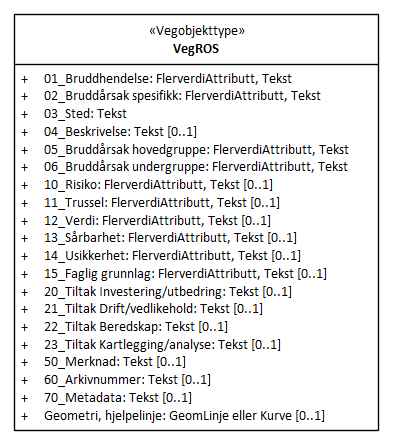 «Vegobjekttype»
VegROS
+ 01_Bruddhendelse: FlerverdiAttributt, Tekst
+ 02_Bruddårsak spesifikk: FlerverdiAttributt, Tekst
+ 03_Sted: Tekst
+ 04_Beskrivelse: Tekst [0..1]
+ 05_Bruddårsak hovedgruppe: FlerverdiAttributt, Tekst
+ 06_Bruddårsak undergruppe: FlerverdiAttributt, Tekst
+ 10_Risiko: FlerverdiAttributt, Tekst [0..1]
+ 11_Trussel: FlerverdiAttributt, Tekst [0..1]
+ 12_Verdi: FlerverdiAttributt, Tekst [0..1]
+ 13_Sårbarhet: FlerverdiAttributt, Tekst [0..1]
+ 14_Usikkerhet: FlerverdiAttributt, Tekst [0..1]
+ 15_Faglig grunnlag: FlerverdiAttributt, Tekst [0..1]
+ 20_Tiltak Investering/utbedring: Tekst [0..1]
+ 21_Tiltak Drift/vedlikehold: Tekst [0..1]
+ 22_Tiltak Beredskap: Tekst [0..1]
+ 23_Tiltak Kartlegging/analyse: Tekst [0..1]
+ 50_Merknad: Tekst [0..1]
+ 60_Arkivnummer: Tekst [0..1]
+ 70_Metadata: Tekst [0..1]
+ Geometri, hjelpelinje: GeomLinje eller Kurve [0..1]